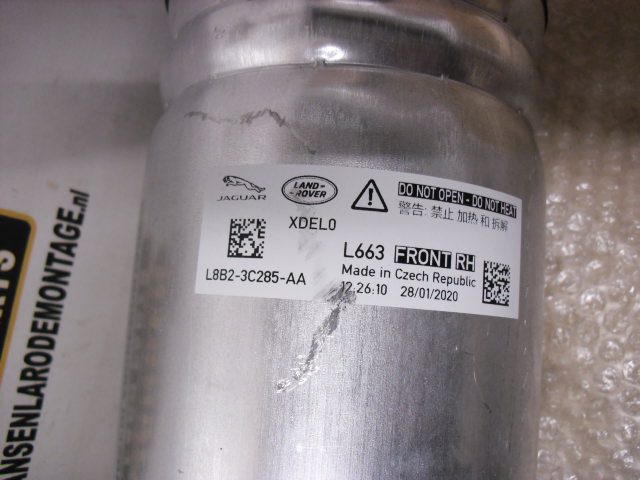 JAGUAR
LAND-
-ROVER
DO NOT OPEN - DO NOT HEAT
警告: 禁止 加热 和 拆解
XDEL0
L8B2-3C285-AA
L663 FRONT RH
Made in Czech Republic
12:26:10 28/01/2020
ANSENLARODEMONTAGE.nl